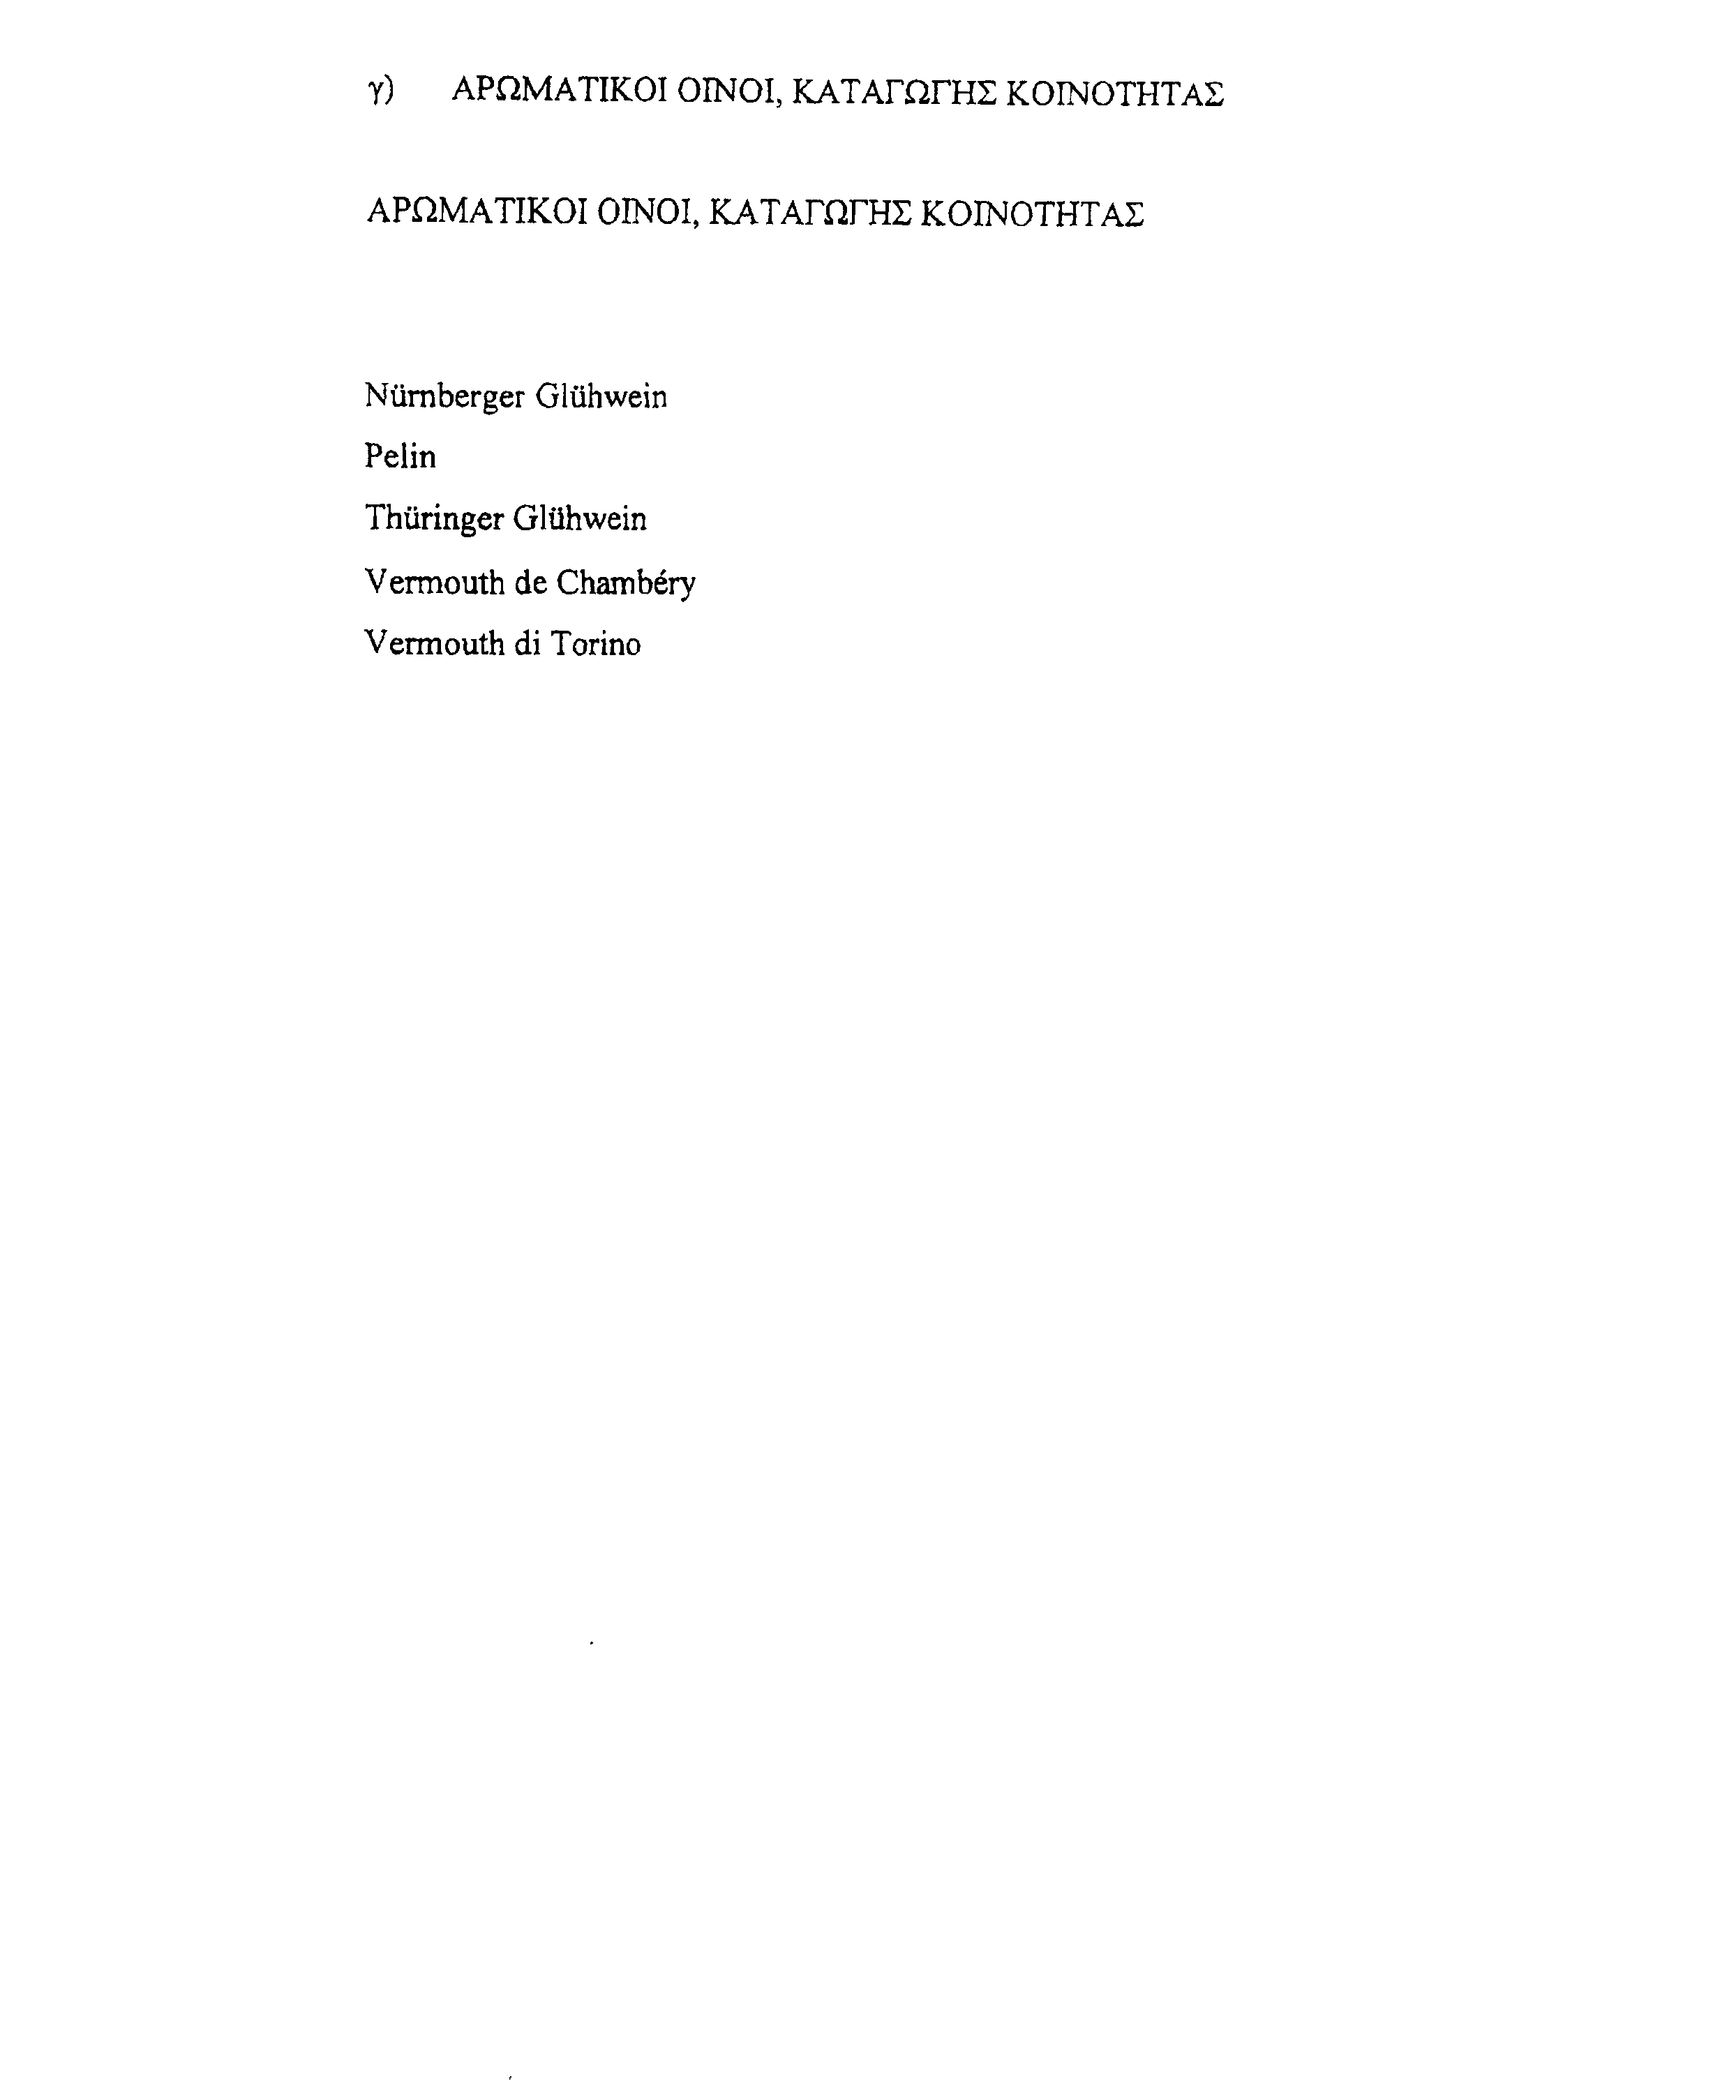 γ) ΑΡΩΜΑΤΙΚΟΙ ΟΙΝΟΙ, ΚΑΤΑΓΩΓΗΣ ΚΟΙΝΟΤΗΤΑΣ
ΑΡΩΜΑΤΙΚΟΙ ΟΙΝΟΙ, ΚΑΤΑΓΩΓΗΣ ΚΟΙΝΟΤΗΤΑΣ
Nürnberger Glühwein
Pelin
Thüringer Glühwein
Vermouth de Chambéry
Vermouth di Torino